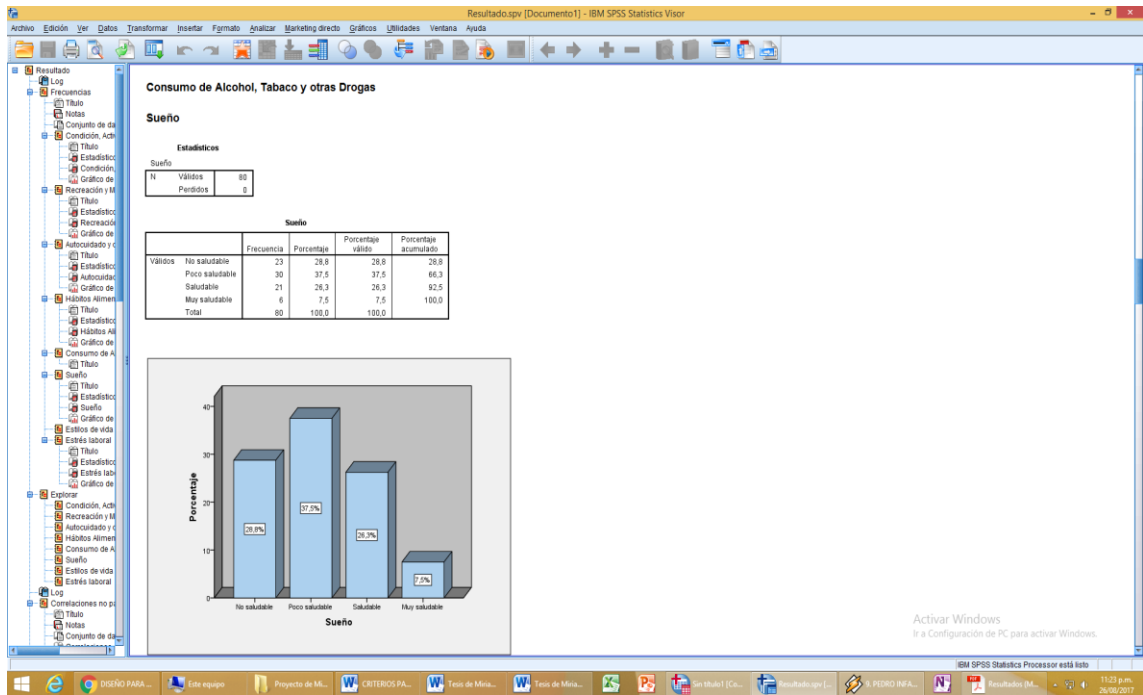 Resultado.spv [Documento1] - IBM SPSS Statistics Visor
Archivo Edición Ver Datos Transformar Insertar Formato Analizar Marketing directo Gráficos Utilidades Ventana Ayuda
Resultado
Log
Frecuencias
Título
Notas
Conjunto de da
Condición, Acti
Título
Estadístico
Condición,
Gráfico de
Recreación y M
Título
Estadístico
Recreació
Gráfico de
Autocuidado y c
Título
Estadístico
Autocuidad
Gráfico de
Hábitos Alimen
Título
Estadístico
Hábitos Ali
Gráfico de
Consumo de A
Título
Sueño
Título
Estadístico
Sueño
Gráfico de
Estilos de vida
Estrés laboral
Título
Estadístico
Estrés lab
Gráfico de
Explorar
Condición, Acti
Recreación y M
Autocuidado y c
Hábitos Alimen
Consumo de A
Sueño
Estilos de vida
Estrés laboral
Log
Correlaciones no pa
Título
Notas
Conjunto de da
Consumo de Alcohol, Tabaco y otras Drogas
Sueño
Estadísticos
Sueño
N Válidos 80
Perdidos 0
Sueño
Frecuencia Porcentaje Porcentaje válido Porcentaje acumulado
Válidos No saludable 23 28,8 28,8 28,8
Poco saludable 30 37,5 37,5 66,3
Saludable 21 26,3 26,3 92,5
Muy saludable 6 7,5 7,5 100,0
Total 80 100,0 100,0
Porcentaje
40
30
20
10
0
28,8%
37,5%
26,3%
7,5%
No saludable Poco saludable Saludable Muy saludable
Sueño
Activar Windows
Ir a Configuración de PC para activar Windows.
IBM SPSS Statistics Processor está listo
DISEÑO PARA ... Este equipo Proyecto de Mi... CRITERIOS PA... Tesis de Miria... Tesis de Miria... Sin título1 [Co... Resultado.spv [... 9. PEDRO INFA... Resultados (M...
11:23 p.m.